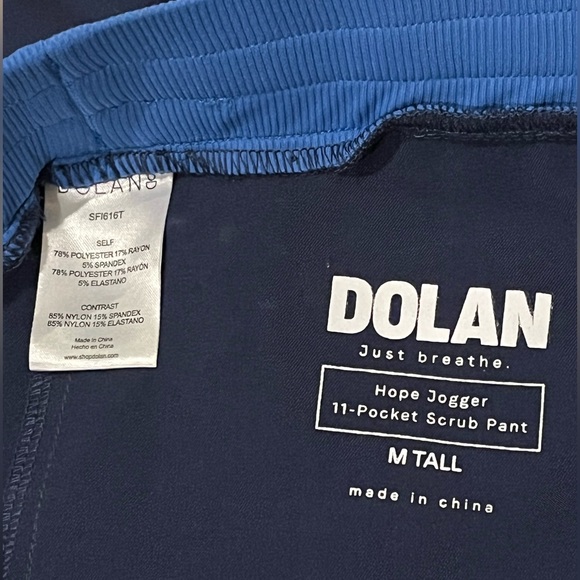 DOLAN
SFI616T
SELF
78% POLYESTER 17% RAYON
5% SPANDEX
78% POLYESTER 17% RAYÓN
5% ELASTANO
CONTRAST
85% NYLON 15% SPANDEX
85% NYLON 15% ELASTANO
Made in China
Hecho en China
www.shopdolan.com
DOLAN
Just breathe.
Hope Jogger
11-Pocket Scrub Pant
M TALL
made in china